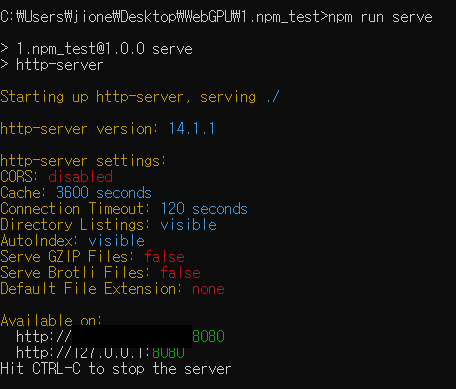 C:₩Users₩jione₩Desktop₩WebGPU₩1.npm_test>npm run serve
> 1.npm_test@1.0.0 serve
> http-server
Starting up http-server, serving ./
http-server version: 14.1.1
http-server settings:
CORS: disabled
Cache: 3600 seconds
Connection Timeout: 120 seconds
Directory Listings: visible
AutoIndex: visible
Serve GZIP Files: false
Serve Brotli Files: false
Default File Extension: none
Available on:
http:// 8080
http://127.0.0.1:8080
Hit CTRL-C to stop the server